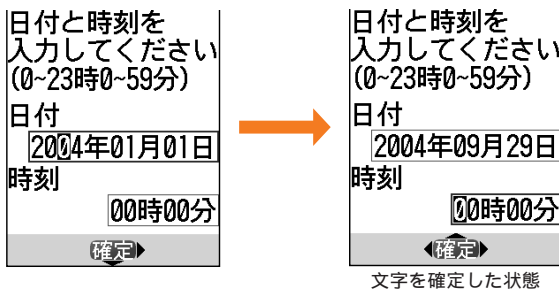 日付と時刻を
入力してください
(0~23時0~59分)
日付
2004年01月01日
時刻
00時00分
確定
日付と時刻を
入力してください
(0~23時0~59分)
日付
2004年09月29日
時刻
00時00分
確定
文字を確定した状態